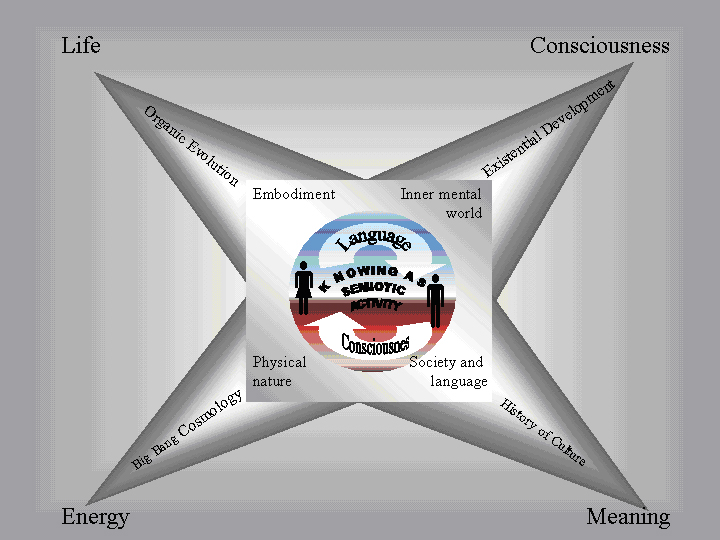 Life
Consciousness
Organic Evolution
Existential Development
Embodiment
Inner mental
world
Language
KNOWING AS
SEMIOTIC
ACTIVITY
Consciousnes
Physical
nature
Society and
language
Big Bang Cosmology
History of Culture
Energy
Meaning